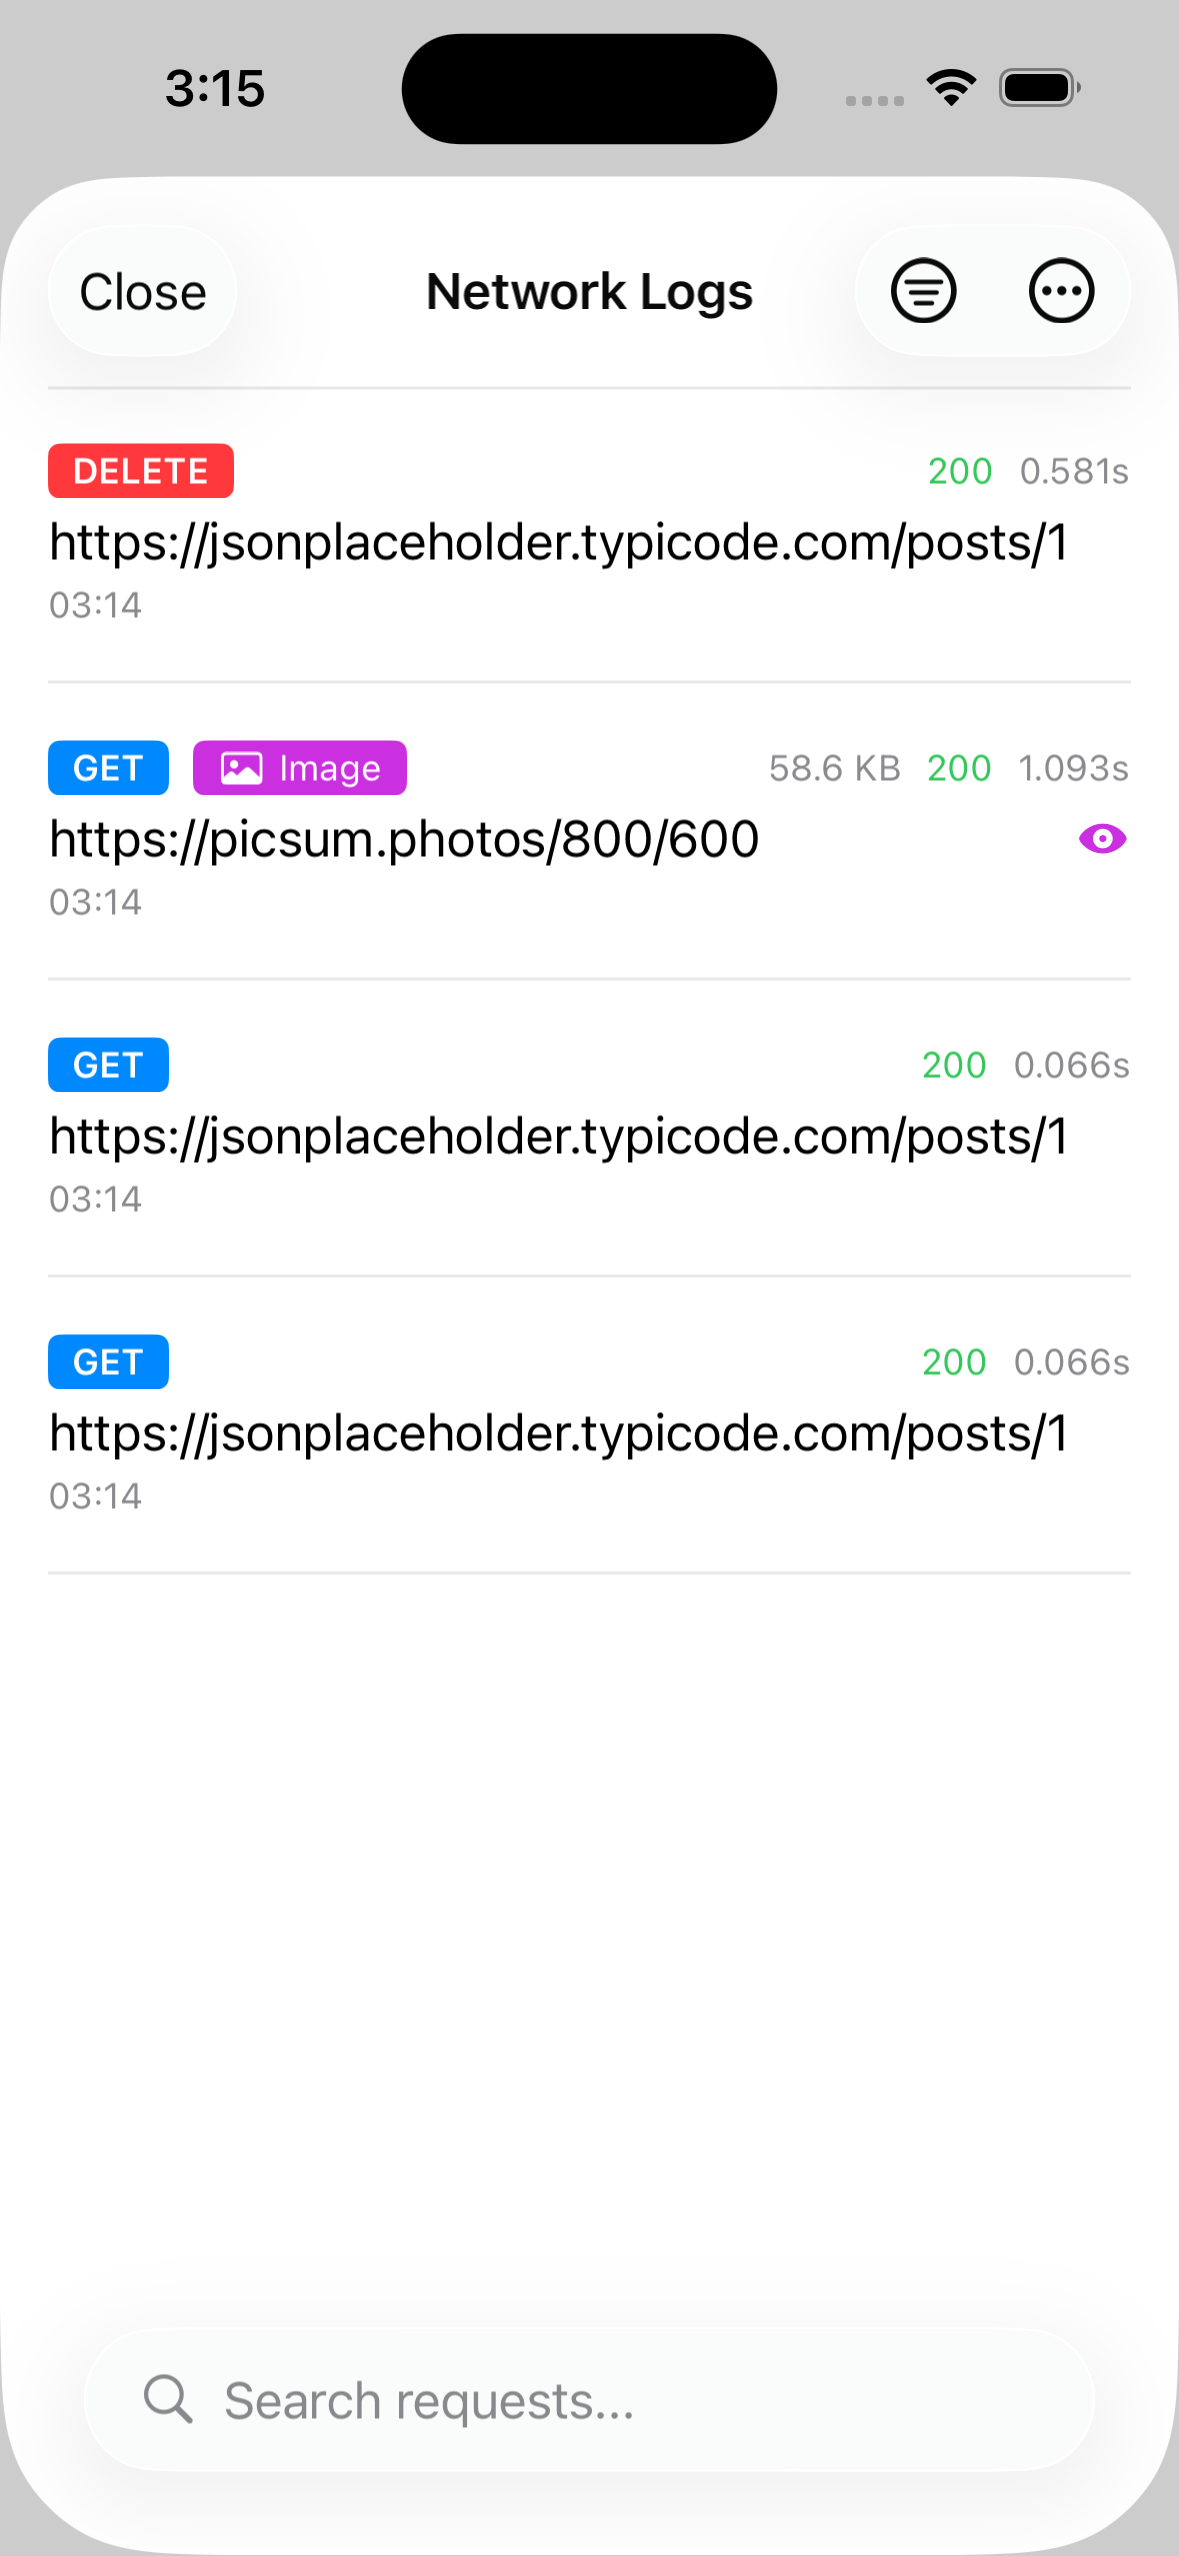 3:15
Close
Network Logs
DELETE 200 0.581s
https://jsonplaceholder.typicode.com/posts/1
03:14
GET Image 58.6 KB 200 1.093s
https://picsum.photos/800/600
03:14
GET 200 0.066s
https://jsonplaceholder.typicode.com/posts/1
03:14
GET 200 0.066s
https://jsonplaceholder.typicode.com/posts/1
03:14
Search requests...